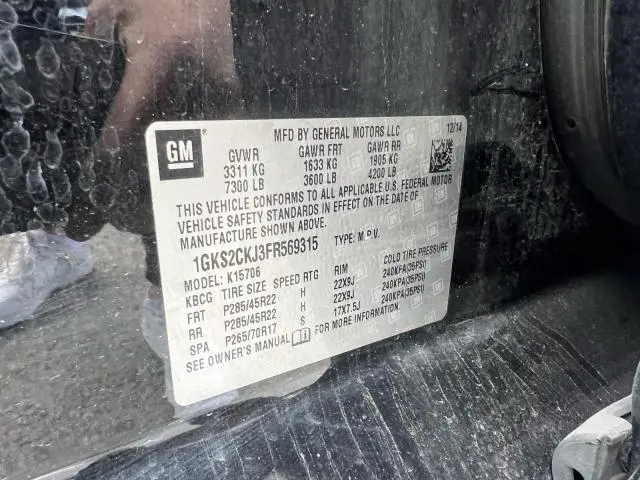 GM
MFD BY GENERAL MOTORS LLC 12/14
GVWR GAWR FRT GAWR RR
3311 KG 1633 KG 1905 KG
7300 LB 3600 LB 4200 LB
THIS VEHICLE CONFORMS TO ALL APPLICABLE U.S. FEDERAL MOTOR
VEHICLE SAFETY STANDARDS IN EFFECT ON THE DATE OF
MANUFACTURE SHOWN ABOVE.
1GKS2CKJ3FR569315 TYPE: M.P.V.
MODEL: K15706
KBCG TIRE SIZE SPEED RTG RIM COLD TIRE PRESSURE
FRT P285/45R22 H 22X9J 240KPA(35PSI)
RR P285/45R22 H 22X9J 240KPA(35PSI)
SPA P265/70R17 S 17X7.5J 240KPA(35PSI)
SEE OWNER'S MANUAL FOR MORE INFORMATION.